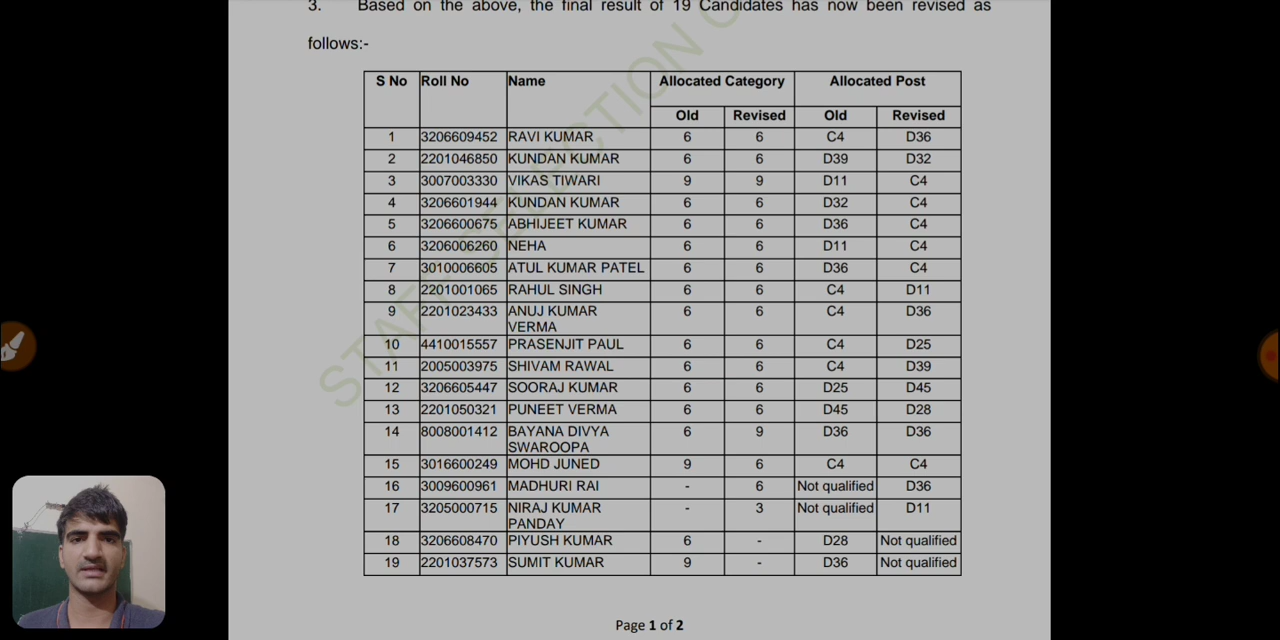 3. Based on the above, the final result of 19 Candidates has now been revised as
follows:-
S No Roll No Name Allocated Category Allocated Post
Old Revised Old Revised
1 3206609452 RAVI KUMAR 6 6 C4 D36
2 2201046850 KUNDAN KUMAR 6 6 D39 D32
3 3007003330 VIKAS TIWARI 9 9 D11 C4
4 3206601944 KUNDAN KUMAR 6 6 D32 C4
5 3206600675 ABHIJEET KUMAR 6 6 D36 C4
6 3206006260 NEHA 6 6 D11 C4
7 3010006605 ATUL KUMAR PATEL 6 6 D36 C4
8 2201001065 RAHUL SINGH 6 6 C4 D11
9 2201023433 ANUJ KUMAR 6 6 C4 D36
VERMA
10 4410015557 PRASENJIT PAUL 6 6 C4 D25
11 2005003975 SHIVAM RAWAL 6 6 C4 D39
12 3206605447 SOORAJ KUMAR 6 6 D25 D45
13 2201050321 PUNEET VERMA 6 6 D45 D28
14 8008001412 BAYANA DIVYA 6 9 D36 D36
SWAROOPA
15 3016600249 MOHD JUNED 9 6 C4 C4
16 3009600961 MADHURI RAI - 6 Not qualified D36
17 3205000715 NIRAJ KUMAR - 3 Not qualified D11
PANDAY
18 3206608470 PIYUSH KUMAR 6 - D28 Not qualified
19 2201037573 SUMIT KUMAR 9 - D36 Not qualified
STAFF SELECTION
Page 1 of 2